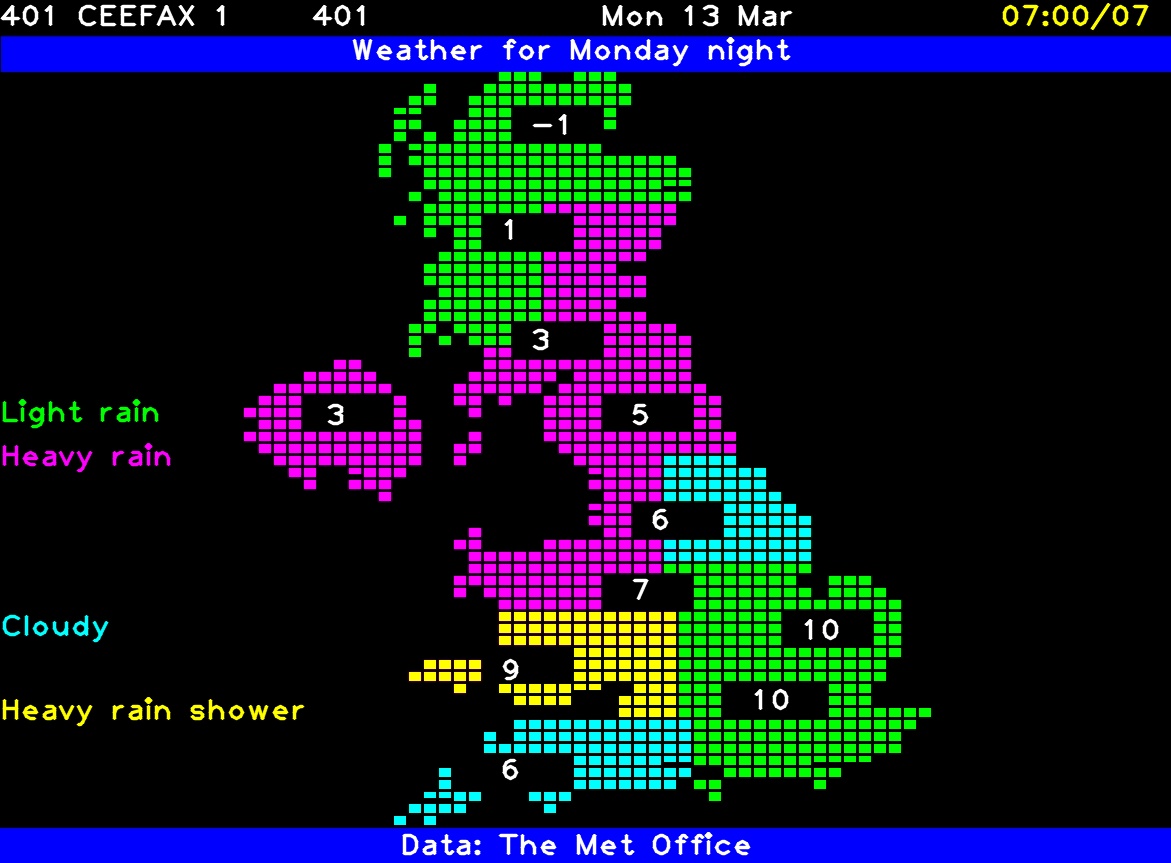 401 CEEFAX 1 401 Mon 13 Mar 07:00/07
Weather for Monday night
-1
1
3
Light rain 3 5
Heavy rain
6
7
Cloudy 10
9
Heavy rain shower 10
6
Data: The Met Office